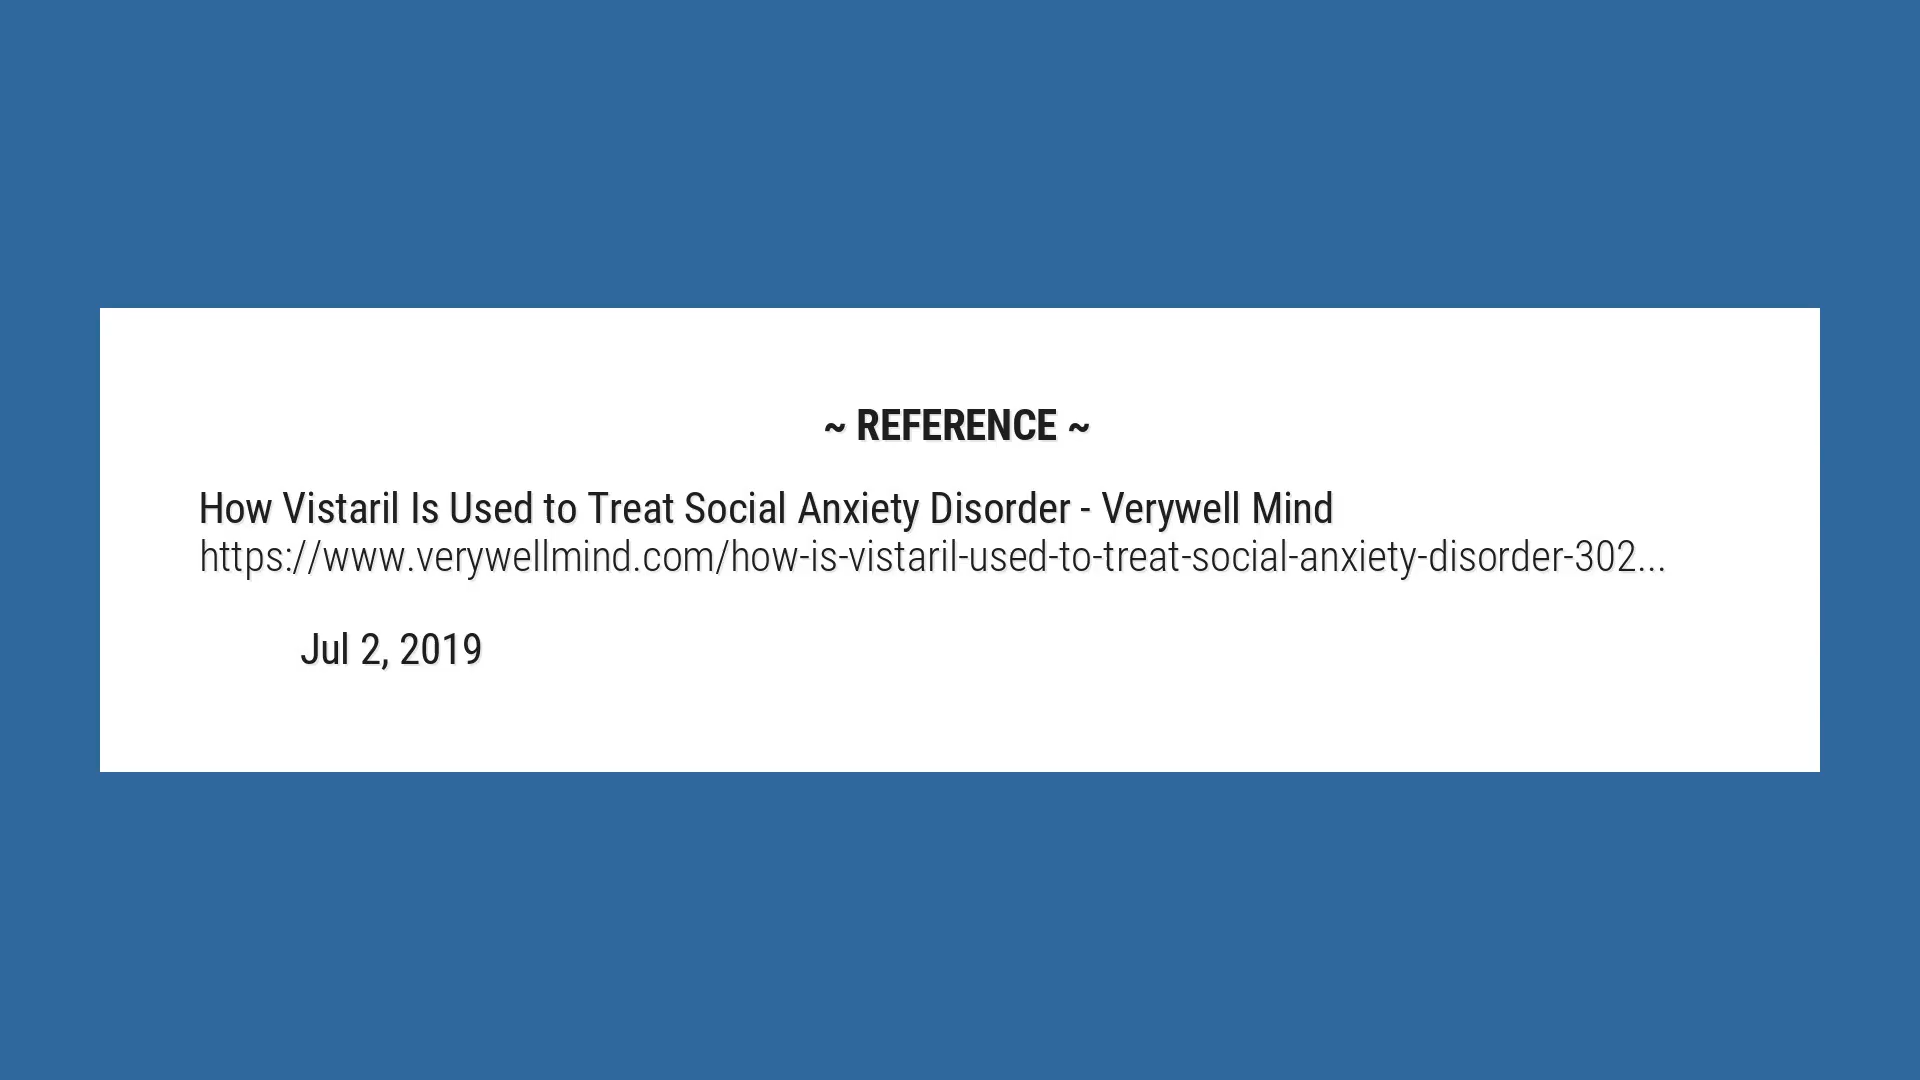 ~ REFERENCE ~
How Vistaril Is Used to Treat Social Anxiety Disorder - Verywell Mind
https://www.verywellmind.com/how-is-vistaril-used-to-treat-social-anxiety-disorder-302...
Jul 2, 2019